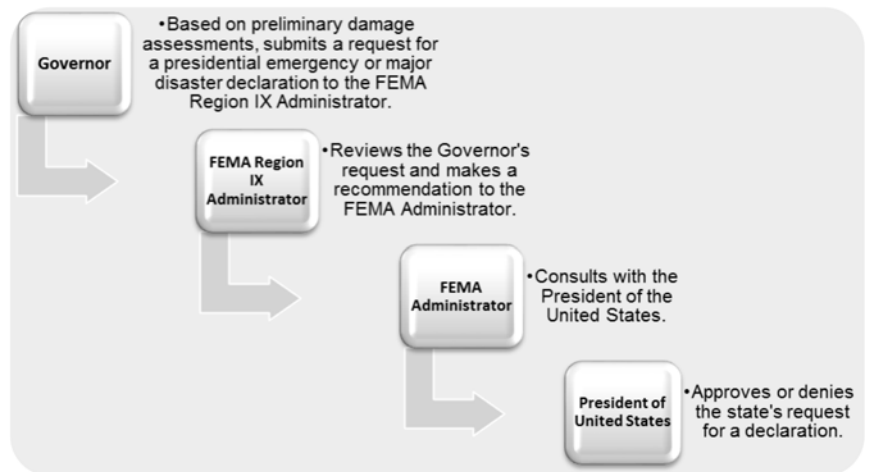 Governor
•Based on preliminary damage
assessments, submits a request for
a presidential emergency or major
disaster declaration to the FEMA
Region IX Administrator.
FEMA Region
IX
Administrator
•Reviews the Governor's
request and makes a
recommendation to the
FEMA Administrator.
FEMA
Administrator
•Consults with the
President of the
United States.
President of
United States
•Approves or denies
the state's request
for a declaration.